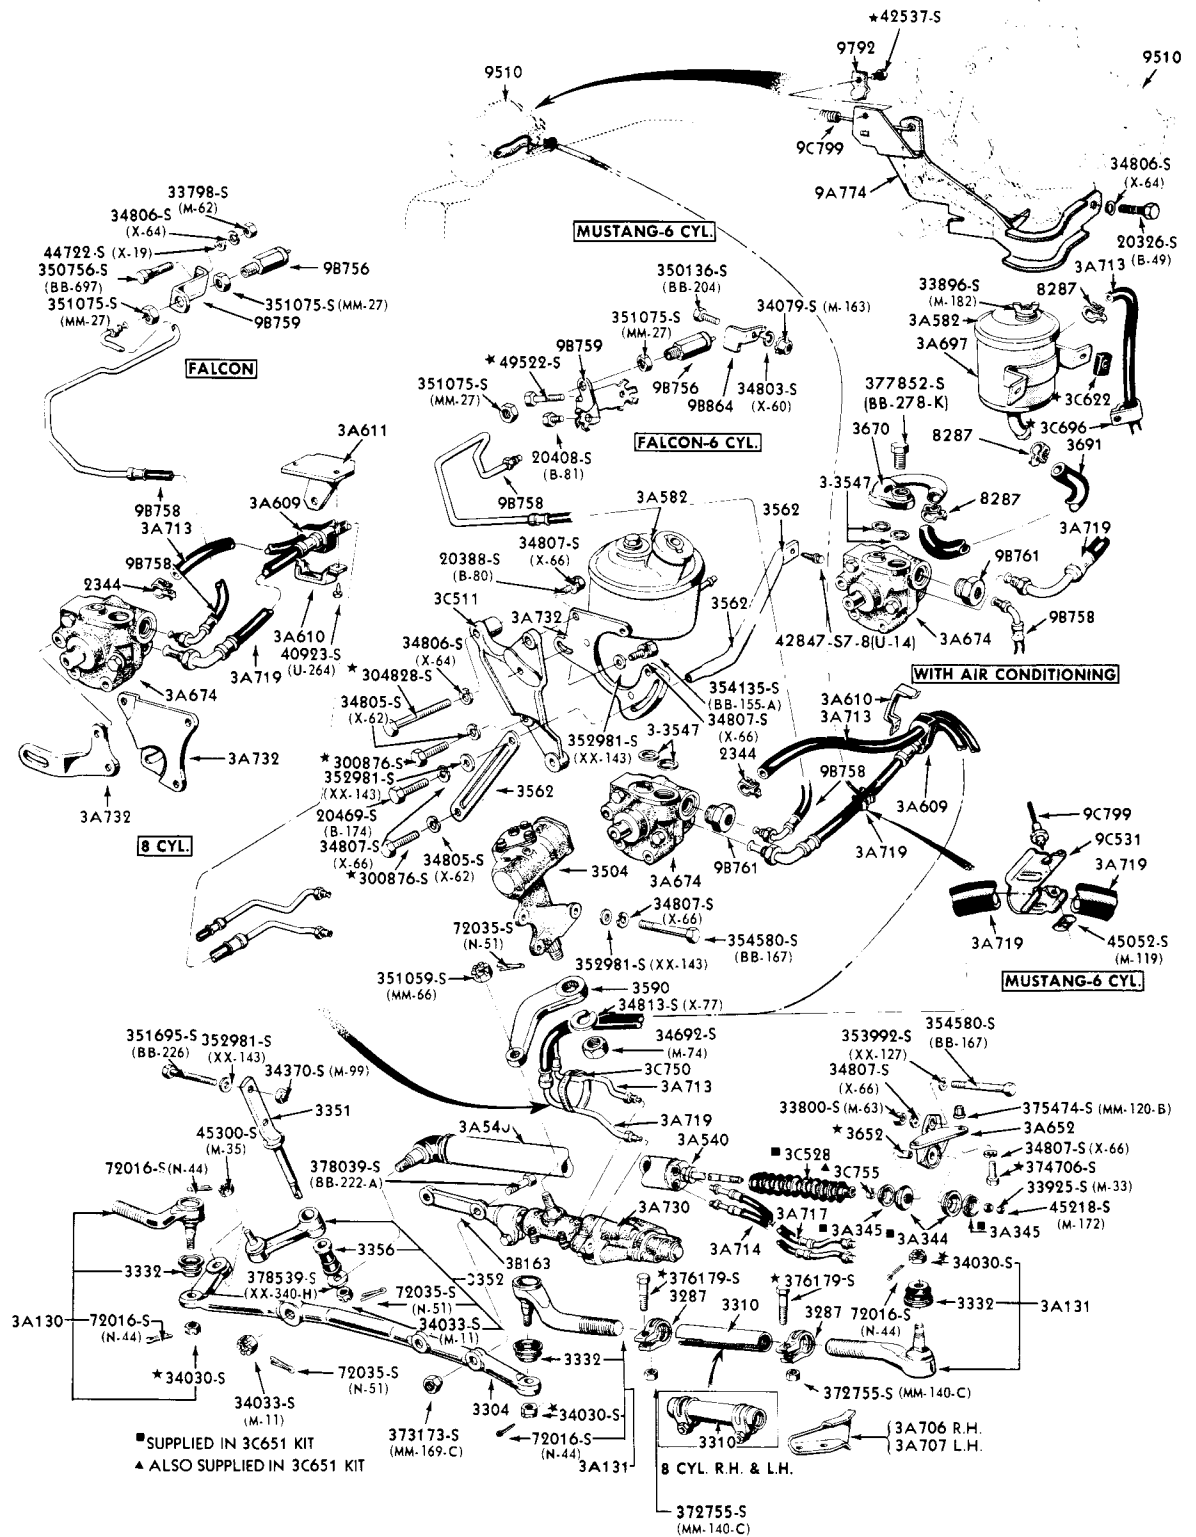 ★42537-S
9792
9510
9510
9C799
9A774
34806-S
(X-64)
20326-S
(B-49)
33798-S
(M-62)
34806-S
(X-64)
44722-S (X-19)
350756-S
(BB-697)
351075-S
(MM-27)
9B756
351075-S (MM-27)
9B759
FALCON
MUSTANG-6 CYL.
350136-S
(BB-204)
34079-S (M-163)
351075-S
(MM-27)
9B759
★49522-S
351075-S
(MM-27)
9B756
9B864
34803-S
(X-60)
20408-S
(B-81)
FALCON-6 CYL.
9B758
3A713
8287
33896-S
(M-182)
3A582
3A697
★3C622
★3C696
377852-S
(BB-278-K)
3670
8287
3691
3-3547
8287
3A719
9B761
9B758
3A674
42847-S7-8(U-14)
WITH AIR CONDITIONING
3A611
3A609
9B758
3A713
9B758
2344
3A610
40923-S
(U-264)
3A719
3A674
3A732
3A732
8 CYL.
3A582
3562
34807-S
(X-66)
20388-S
(B-80)
3C511
3A732
3562
34806-S
(X-64)
★304828-S
34805-S
(X-62)
354135-S
(BB-155-A)
34807-S
(X-66)
352981-S
(XX-143)
3-3547
2344
★300876-S
352981-S
(XX-143)
20469-S
(B-174)
34807-S
(X-66)
★300876-S
34805-S
(X-62)
3562
3504
9B761
3A674
3A610
3A713
9B758
3A609
3A719
9C799
9C531
3A719
3A719
45052-S
(M-119)
MUSTANG-6 CYL.
34807-S
(X-66)
354580-S
(BB-167)
352981-S (XX-143)
72035-S
(N-51)
351059-S
(MM-66)
3590
34813-S (X-77)
34692-S
(M-74)
3C750
3A713
3A719
351695-S
(BB-226)
352981-S
(XX-143)
34370-S (M-99)
3351
45300-S
(M-35)
72016-S (N-44)
378039-S
(BB-222-A)
3A540
3A540
353992-S
(XX-127)
354580-S
(BB-167)
34807-S
(X-66)
33800-S (M-63)
★3652
375474-S (MM-120-B)
3A652
34807-S (X-66)
★374706-S
33925-S (M-33)
45218-S
(M-172)
■3C528
▲3C755
3A730
3A717
3A714
■3A345
■3A344
■3A345
3B163
3332
3356
3352
378539-S
(XX-340-H)
72035-S
(N-51)
34033-S
(M-11)
3A130
72016-S
(N-44)
★34030-S
34033-S
(M-11)
72035-S
(N-51)
3304
373173-S
(MM-169-C)
3332
★34030-S
72016-S
(N-44)
3A131
★376179-S
3287
3310
★376179-S
3287
72016-S
(N-44)
★34030-S
3332
3A131
372755-S (MM-140-C)
3310
8 CYL. R.H. & L.H.
372755-S
(MM-140-C)
3A706 R.H.
3A707 L.H.
■SUPPLIED IN 3C651 KIT
▲ALSO SUPPLIED IN 3C651 KIT